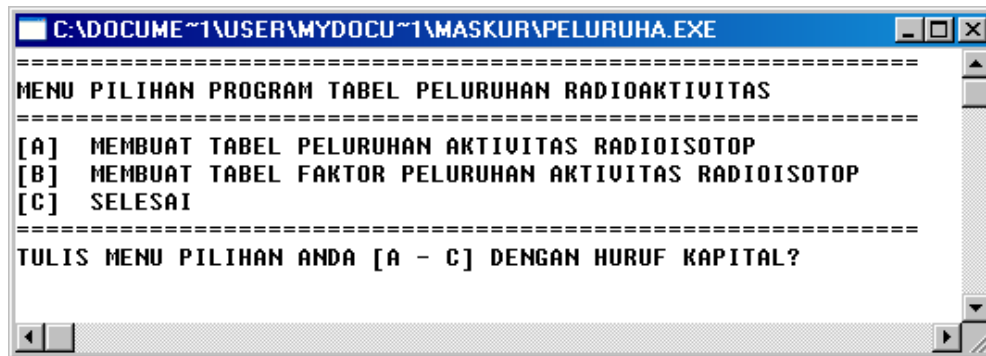 C:\DOCUME~1\USER\MYDOCU~1\MASKUR\PELURUHA.EXE
=============================================================
MENU PILIHAN PROGRAM TABEL PELURUHAN RADIOAKTIVITAS
=============================================================
[A] MEMBUAT TABEL PELURUHAN AKTIVITAS RADIOISOTOP
[B] MEMBUAT TABEL FAKTOR PELURUHAN AKTIVITAS RADIOISOTOP
[C] SELESAI
=============================================================
TULIS MENU PILIHAN ANDA [A - C] DENGAN HURUF KAPITAL?